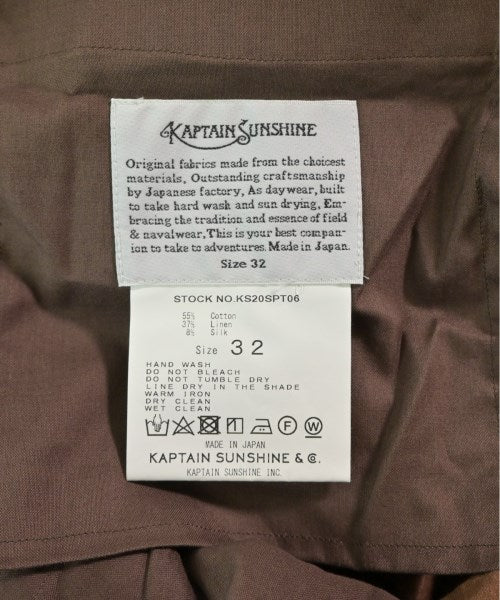 KAPTAIN SUNSHINE
Original fabrics made from the choicest
materials, Outstanding craftsmanship
by Japanese factory, As daywear, built
to take hard wash and sun drying, Em-
bracing the tradition and essence of field
& navalwear, This is your best compan-
ion to take to adventures. Made in Japan.
Size 32
STOCK NO.KS20SPT06
55% Cotton
37% Linen
8% Silk
Size 32
HAND WASH
DO NOT BLEACH
DO NOT TUMBLE DRY
LINE DRY IN THE SHADE
WARM IRON
DRY CLEAN
WET CLEAN
F W
MADE IN JAPAN
KAPTAIN SUNSHINE & Co.
KAPTAIN SUNSHINE INC.